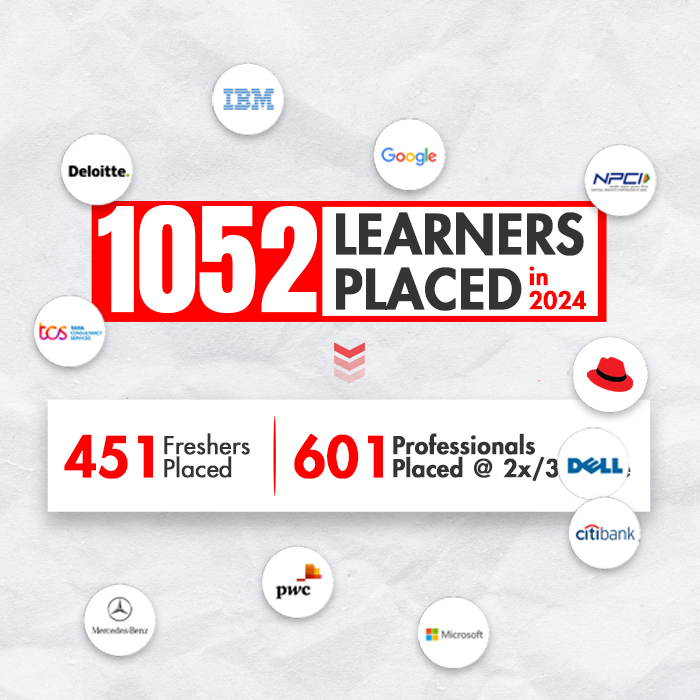 IBM
Google
Deloitte.
NPCI
1052 LEARNERS
PLACED in
2024
tcs TATA
CONSULTANCY
SERVICES
451 Freshers
Placed
601 Professionals
Placed @ 2x/3
DELL
citibank
pwc
Mercedes-Benz
Microsoft